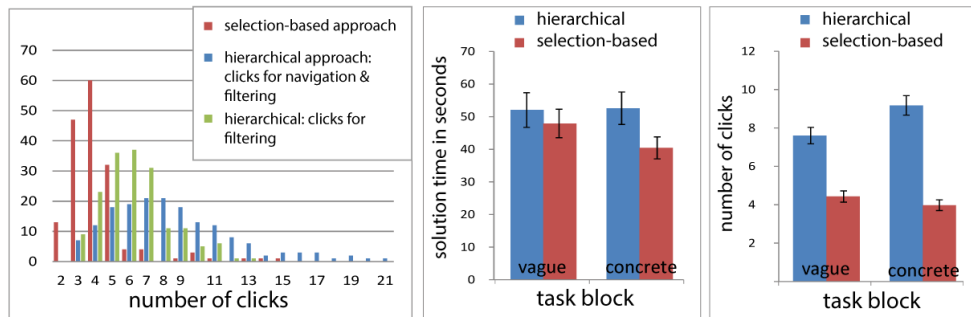 selection-based approach
hierarchical approach:
clicks for navigation &
filtering
hierarchical: clicks for
filtering
70
60
50
40
30
20
10
0
2 3 4 5 6 7 8 9 11 13 15 17 19 21
number of clicks
hierarchical
selection-based
solution time in seconds
70
60
50
40
30
20
10
0
vague concrete
task block
hierarchical
selection-based
number of clicks
12
10
8
6
4
2
0
vague concrete
task block